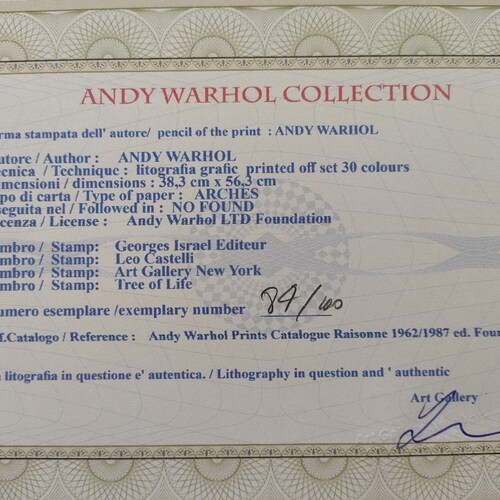 ANDY WARHOL COLLECTION
rma stampata dell' autore/ pencil of the print : ANDY WARHOL
utore / Author : ANDY WARHOL
cnica / Technique : litografia grafic printed off set 30 colours
imensioni / dimensions : 38,3 cm x 56,3 cm
po di carta / Type of paper : ARCHES
seguita nel / Followed in : NO FOUND
cenza / License : Andy Warhol LTD Foundation
mbro / Stamp: Georges Israel Editeur
mbro / Stamp: Leo Castelli
mbro / Stamp: Art Gallery New York
mbro / Stamp: Tree of Life
umero esemplare /exemplary number 84/100
f.Catalogo / Reference : Andy Warhol Prints Catalogue Raisonne 1962/1987 ed. Foun
litografia in questione e' autentica. / Lithography in question and ' authentic
Art Gallery